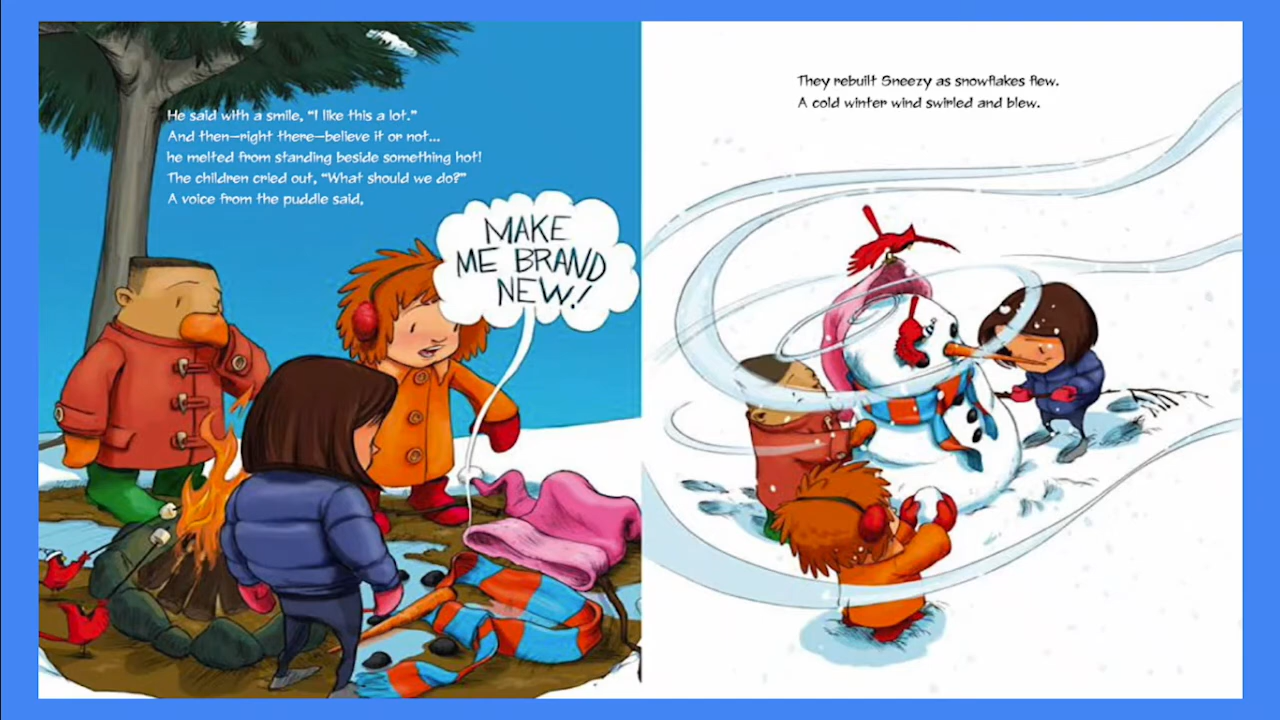 He said with a smile, “I like this a lot.”
And then—right there—believe it or not...
he melted from standing beside something hot!
The children cried out, “What should we do?”
A voice from the puddle said,
MAKE
ME BRAND
NEW!
They rebuilt Sneezy as snowflakes flew.
A cold winter wind swirled and blew.